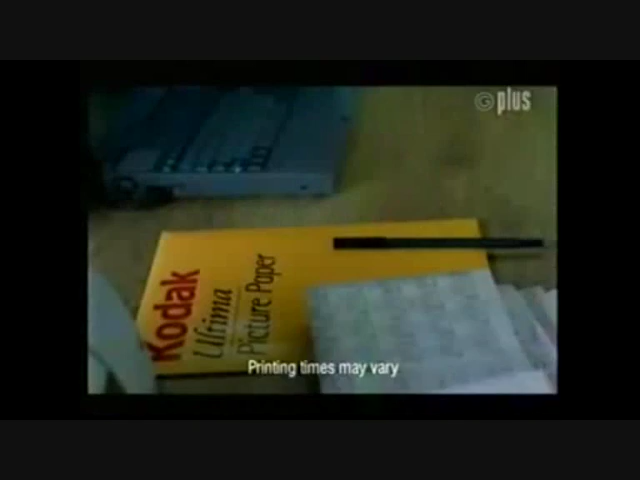 G plus
Kodak
Ultima
Picture Paper
Printing times may vary